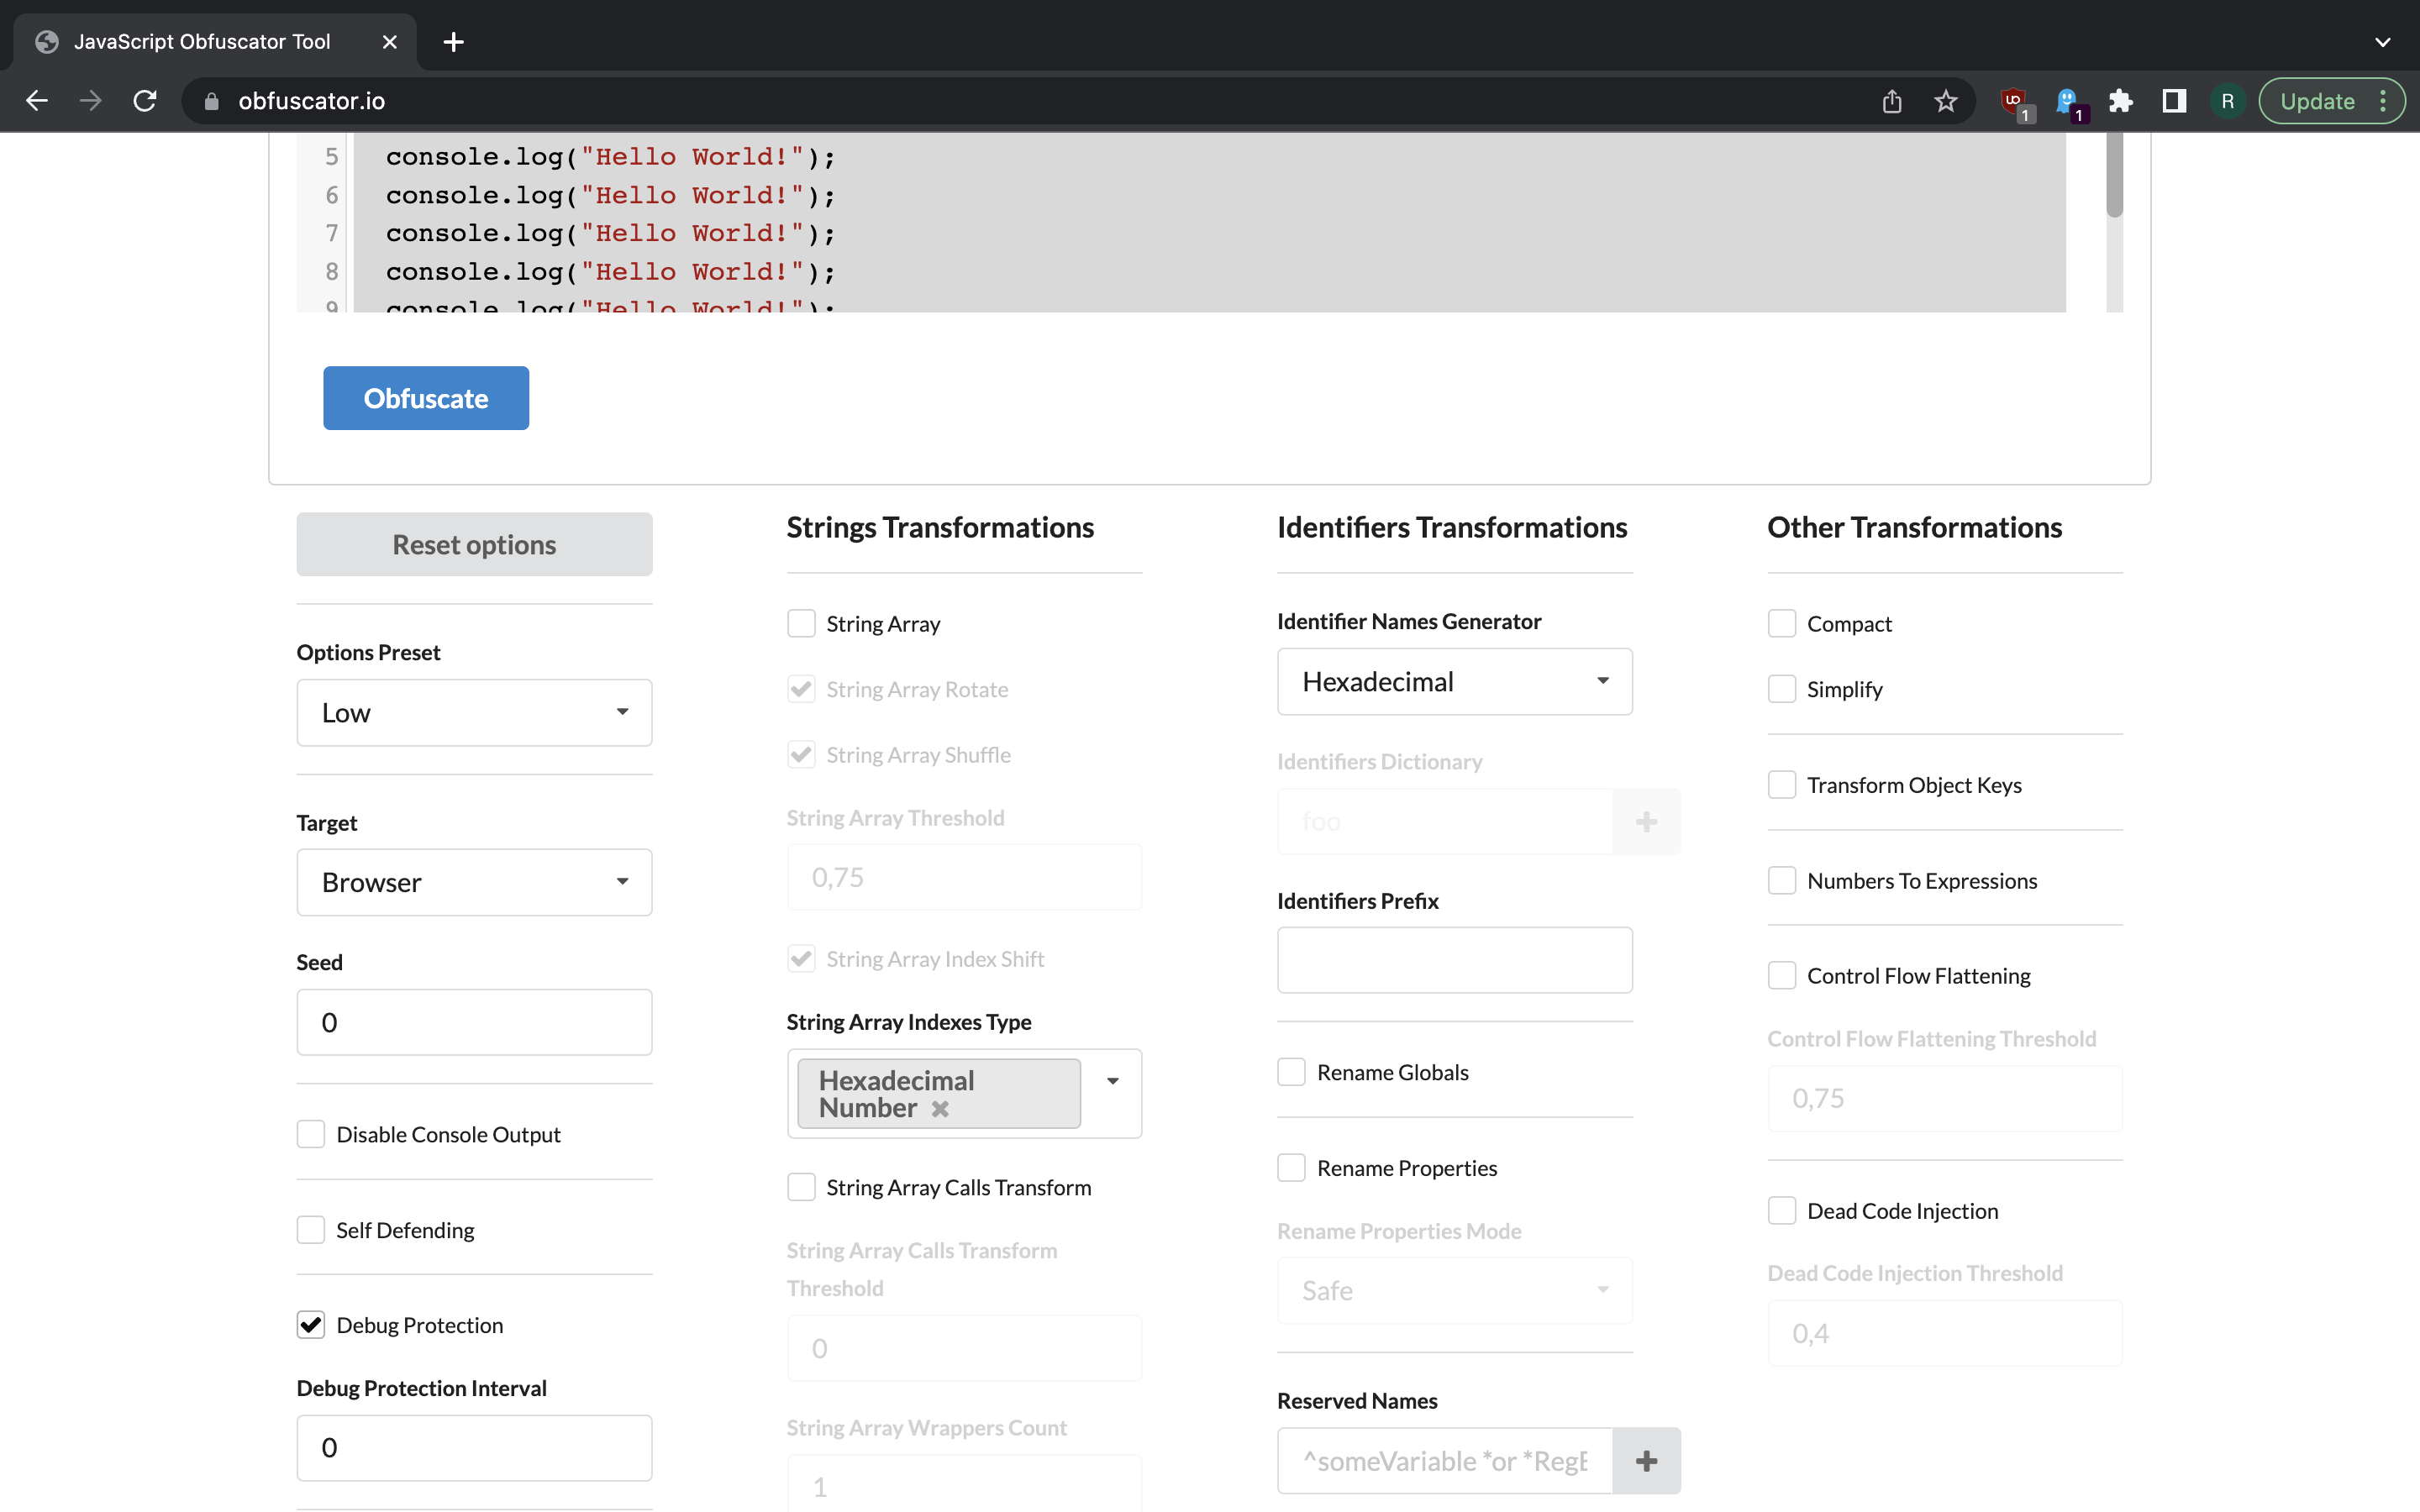 JavaScript Obfuscator Tool
obfuscator.io
1
1
R
Update
5 console.log("Hello World!");
6 console.log("Hello World!");
7 console.log("Hello World!");
8 console.log("Hello World!");
9 console.log("Hello World!");
Obfuscate
Reset options
Options Preset
Low
Target
Browser
Seed
0
Disable Console Output
Self Defending
Debug Protection
Debug Protection Interval
0
Strings Transformations
String Array
String Array Rotate
String Array Shuffle
String Array Threshold
0,75
String Array Index Shift
String Array Indexes Type
Hexadecimal
Number
String Array Calls Transform
String Array Calls Transform
Threshold
0
String Array Wrappers Count
1
Identifiers Transformations
Identifier Names Generator
Hexadecimal
Identifiers Dictionary
foo
Identifiers Prefix
Rename Globals
Rename Properties
Rename Properties Mode
Safe
Reserved Names
^someVariable *or *RegE
Other Transformations
Compact
Simplify
Transform Object Keys
Numbers To Expressions
Control Flow Flattening
Control Flow Flattening Threshold
0,75
Dead Code Injection
Dead Code Injection Threshold
0,4